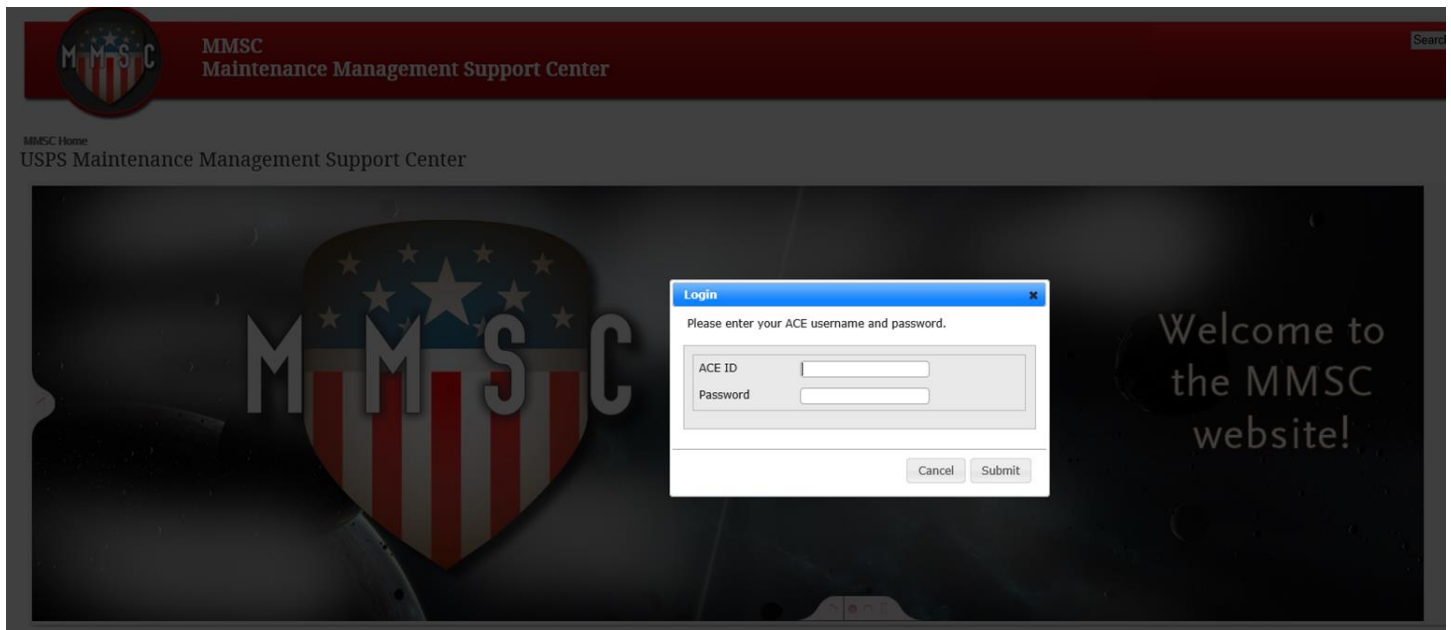 MMSC
MMSC
Maintenance Management Support Center
Search
MMSC Home
USPS Maintenance Management Support Center
MMSC
Login
Please enter your ACE username and password.
ACE ID
Password
Cancel Submit
Welcome to
the MMSC
website!